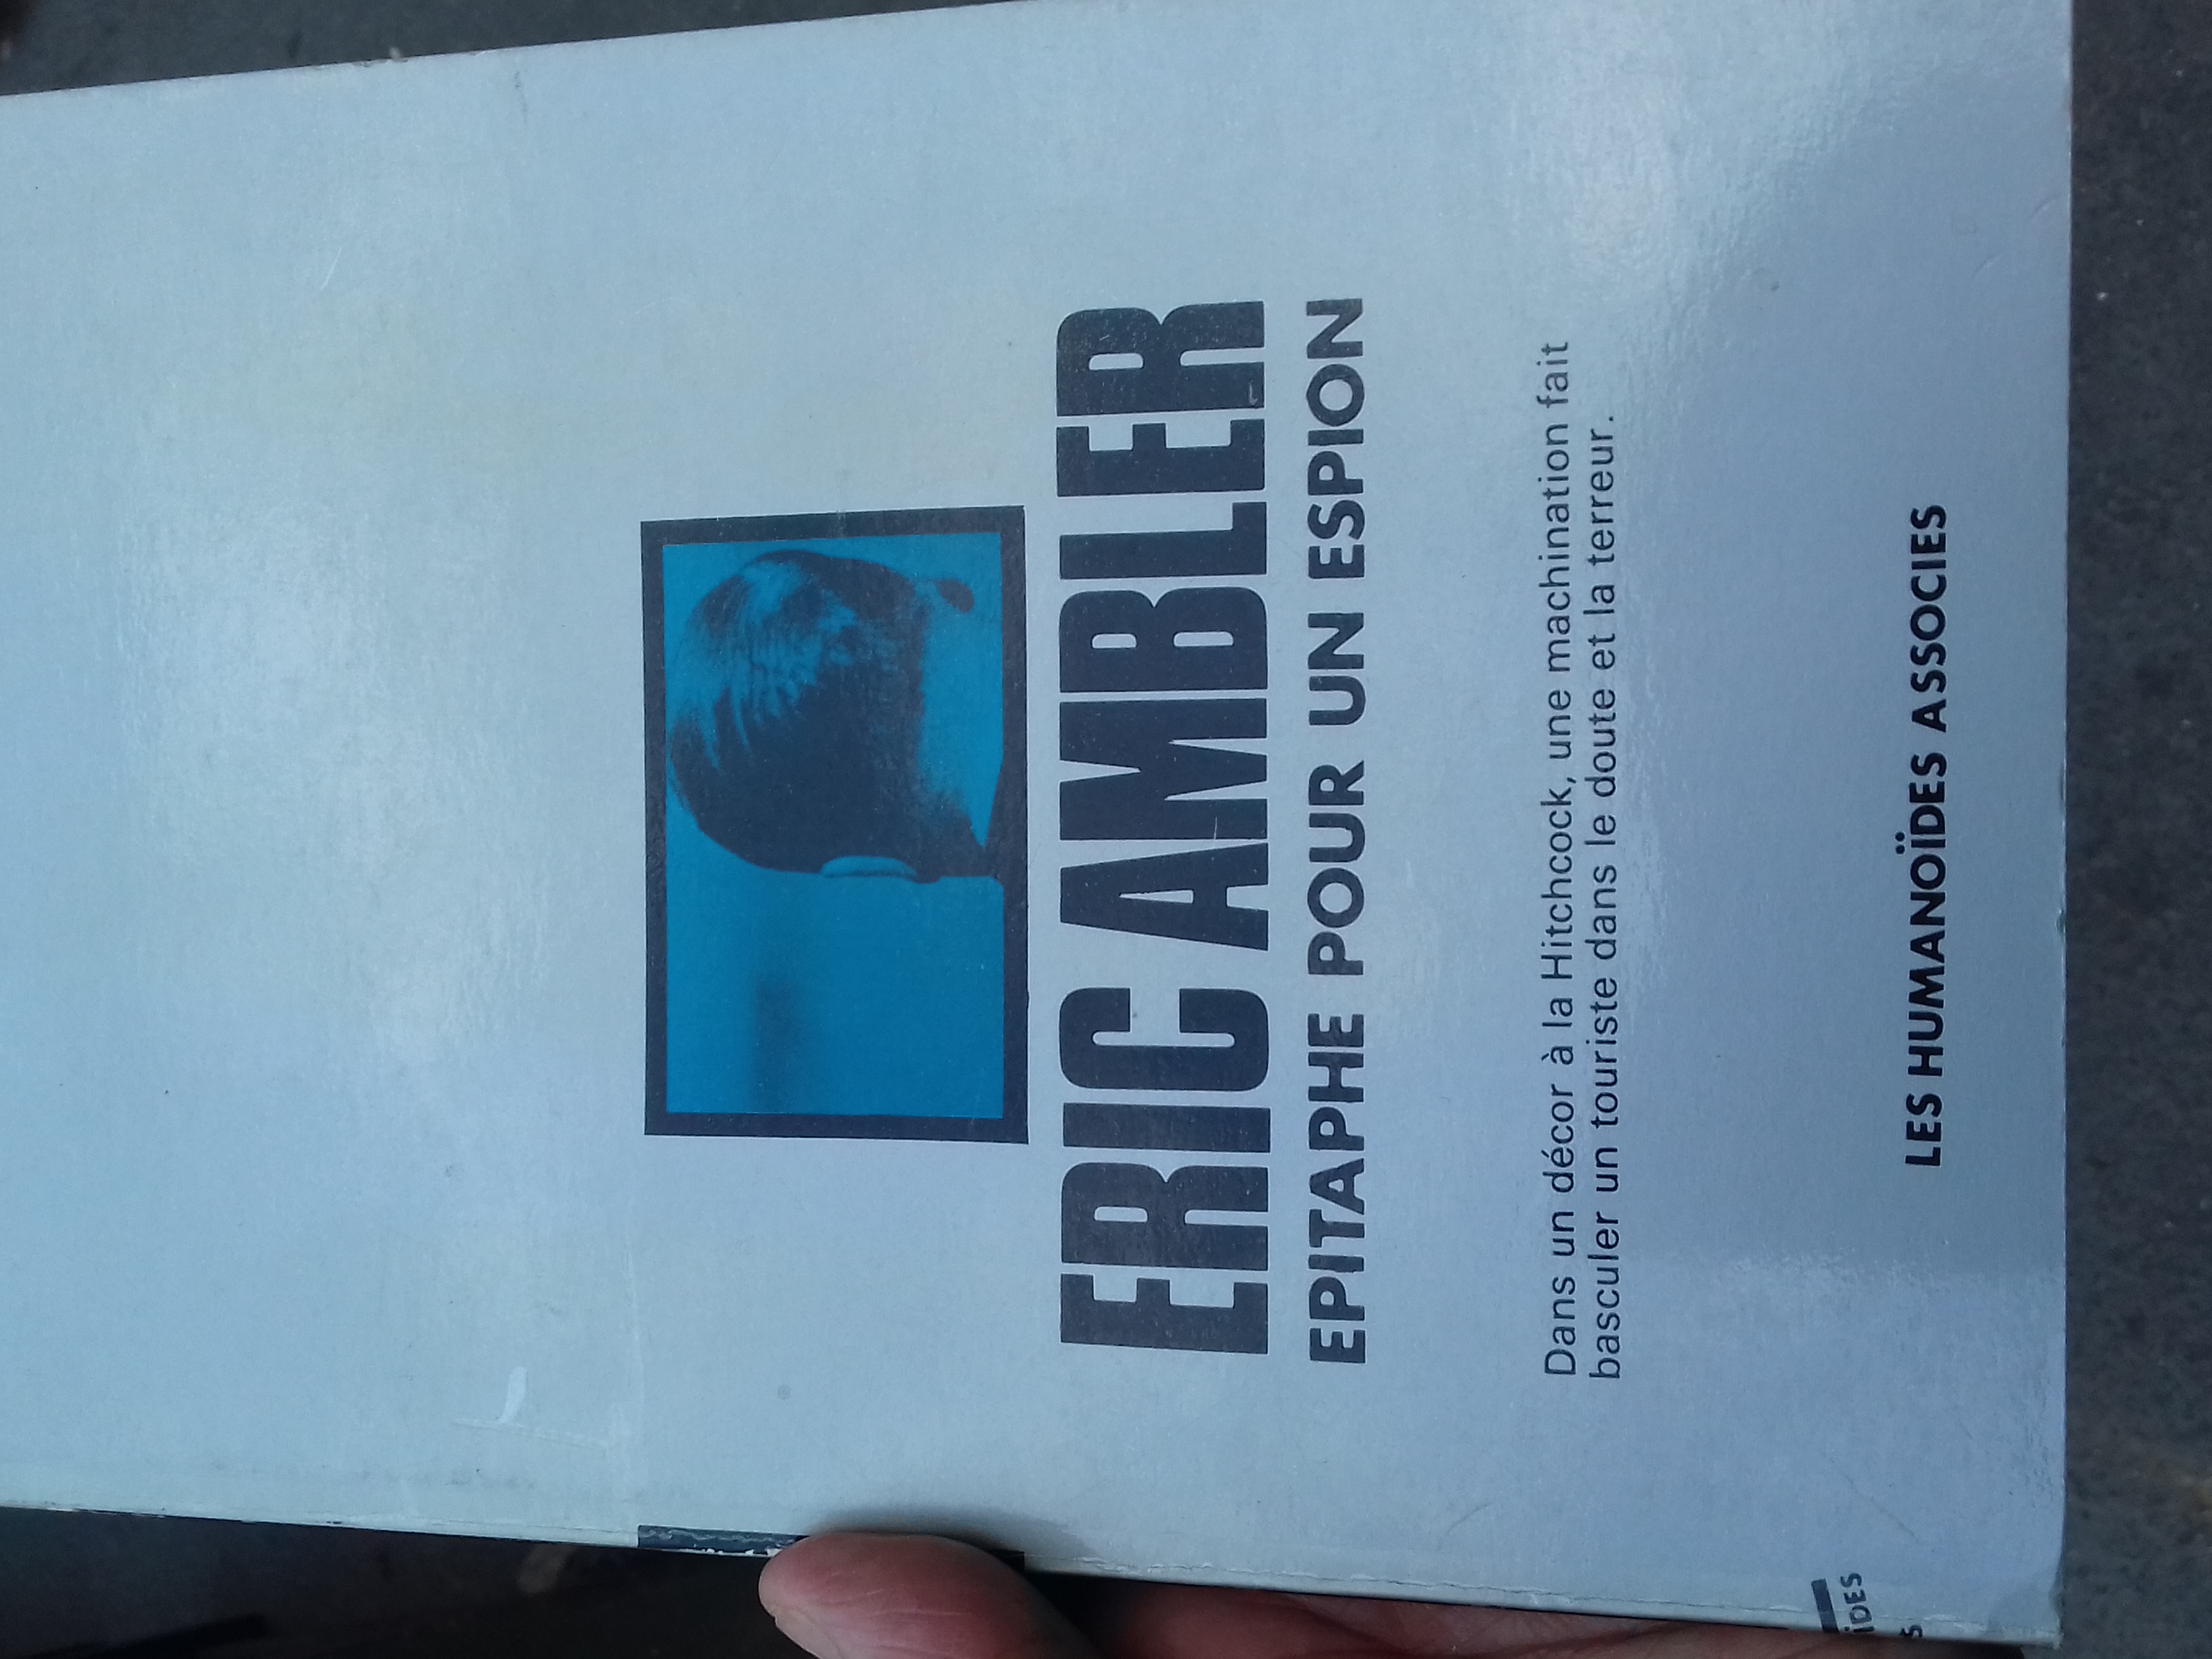 ERIC AMBLER
EPITAPHE POUR UN ESPION
Dans un décor à la Hitchcock, une machination fait
basculer un touriste dans le doute et la terreur.
LES HUMANOÏDES ASSOCIES